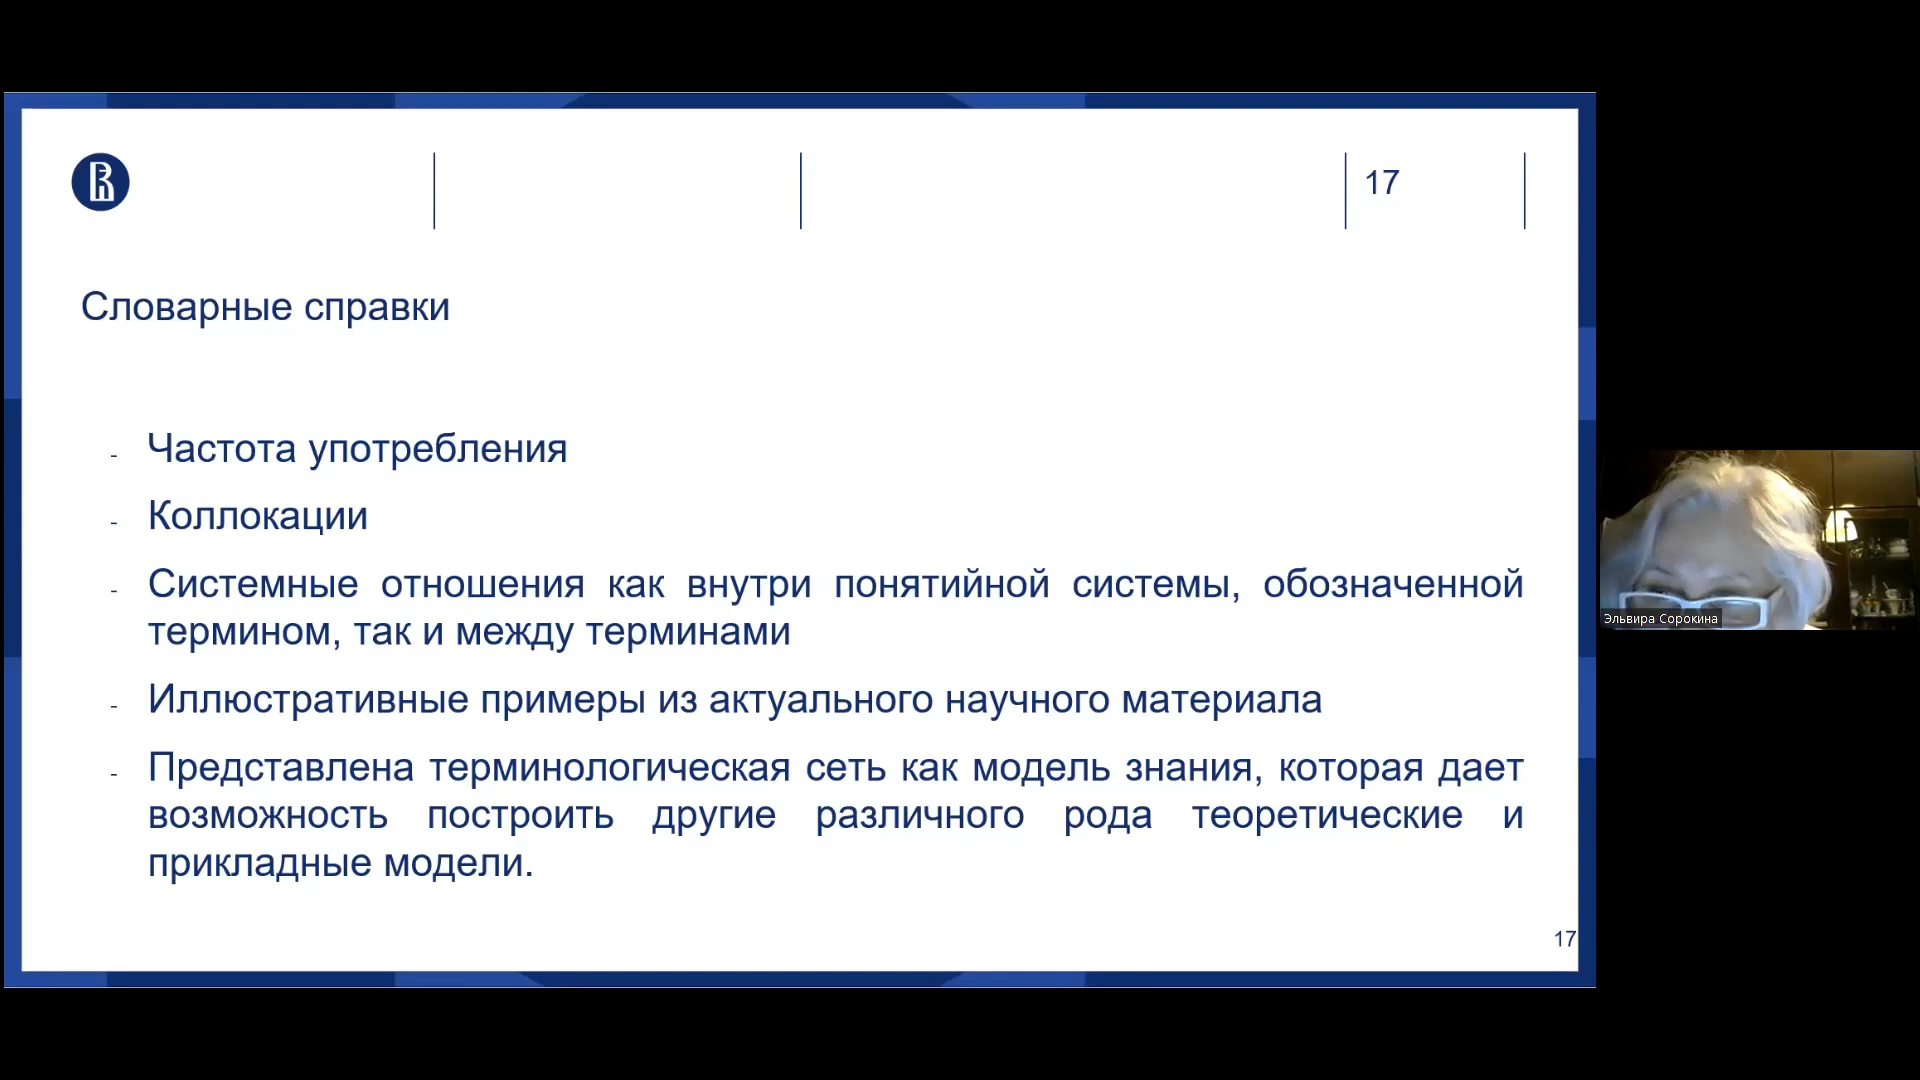 17
Словарные справки
- Частота употребления
- Коллокации
- Системные отношения как внутри понятийной системы, обозначенной
термином, так и между терминами
- Иллюстративные примеры из актуального научного материала
- Представлена терминологическая сеть как модель знания, которая дает
возможность построить другие различного рода теоретические и
прикладные модели.
17
Эльвира Сорокина